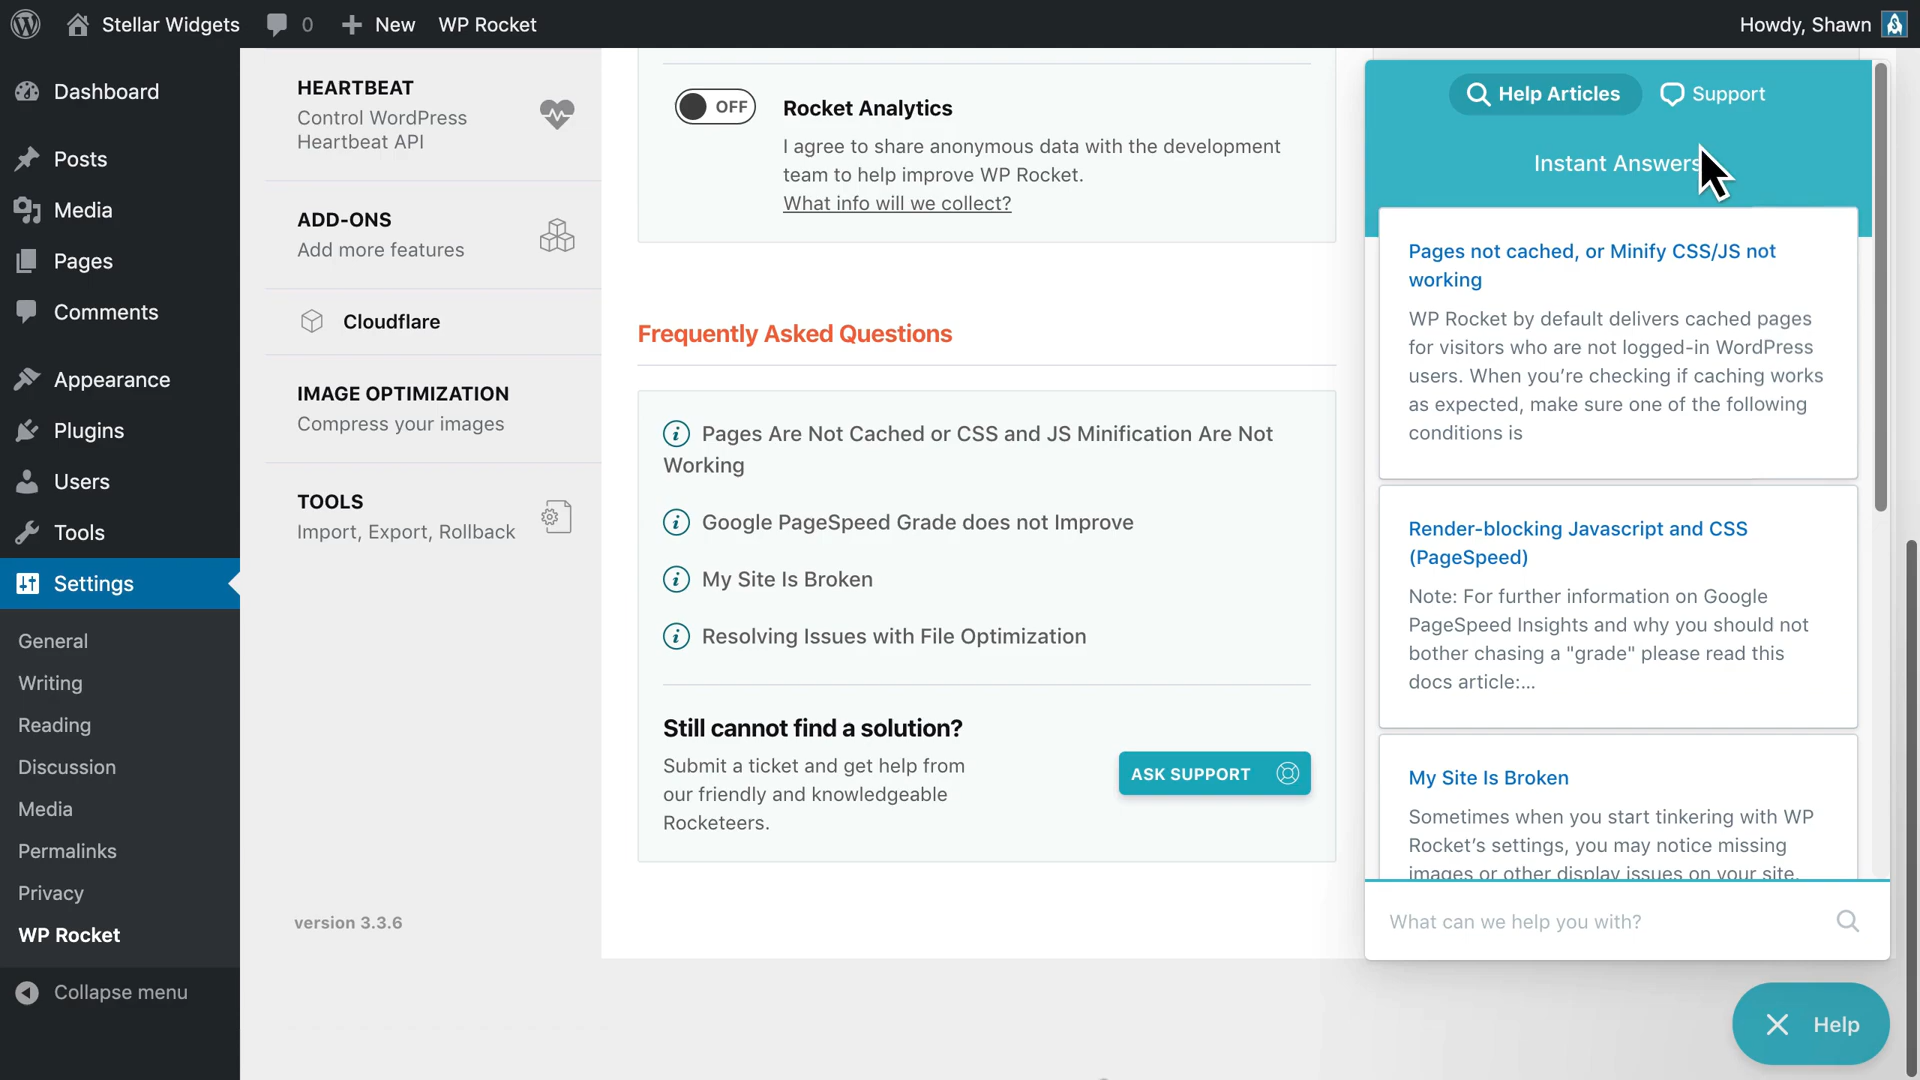 Stellar Widgets
0
New
WP Rocket
Howdy, Shawn
Dashboard
Posts
Media
Pages
Comments
Appearance
Plugins
Users
Tools
Settings
General
Writing
Reading
Discussion
Media
Permalinks
Privacy
WP Rocket
Collapse menu
HEARTBEAT
Control WordPress
Heartbeat API
ADD-ONS
Add more features
Cloudflare
IMAGE OPTIMIZATION
Compress your images
TOOLS
Import, Export, Rollback
version 3.3.6
OFF
Rocket Analytics
I agree to share anonymous data with the development
team to help improve WP Rocket.
What info will we collect?
Frequently Asked Questions
Pages Are Not Cached or CSS and JS Minification Are Not
Working
Google PageSpeed Grade does not Improve
My Site Is Broken
Resolving Issues with File Optimization
Still cannot find a solution?
Submit a ticket and get help from
our friendly and knowledgeable
Rocketeers.
ASK SUPPORT
Help Articles
Support
Instant Answers
Pages not cached, or Minify CSS/JS not
working
WP Rocket by default delivers cached pages
for visitors who are not logged-in WordPress
users. When you're checking if caching works
as expected, make sure one of the following
conditions is
Render-blocking Javascript and CSS
(PageSpeed)
Note: For further information on Google
PageSpeed Insights and why you should not
bother chasing a "grade" please read this
docs article:...
My Site Is Broken
Sometimes when you start tinkering with WP
Rocket's settings, you may notice missing
images or other display issues on your site.
What can we help you with?
Help